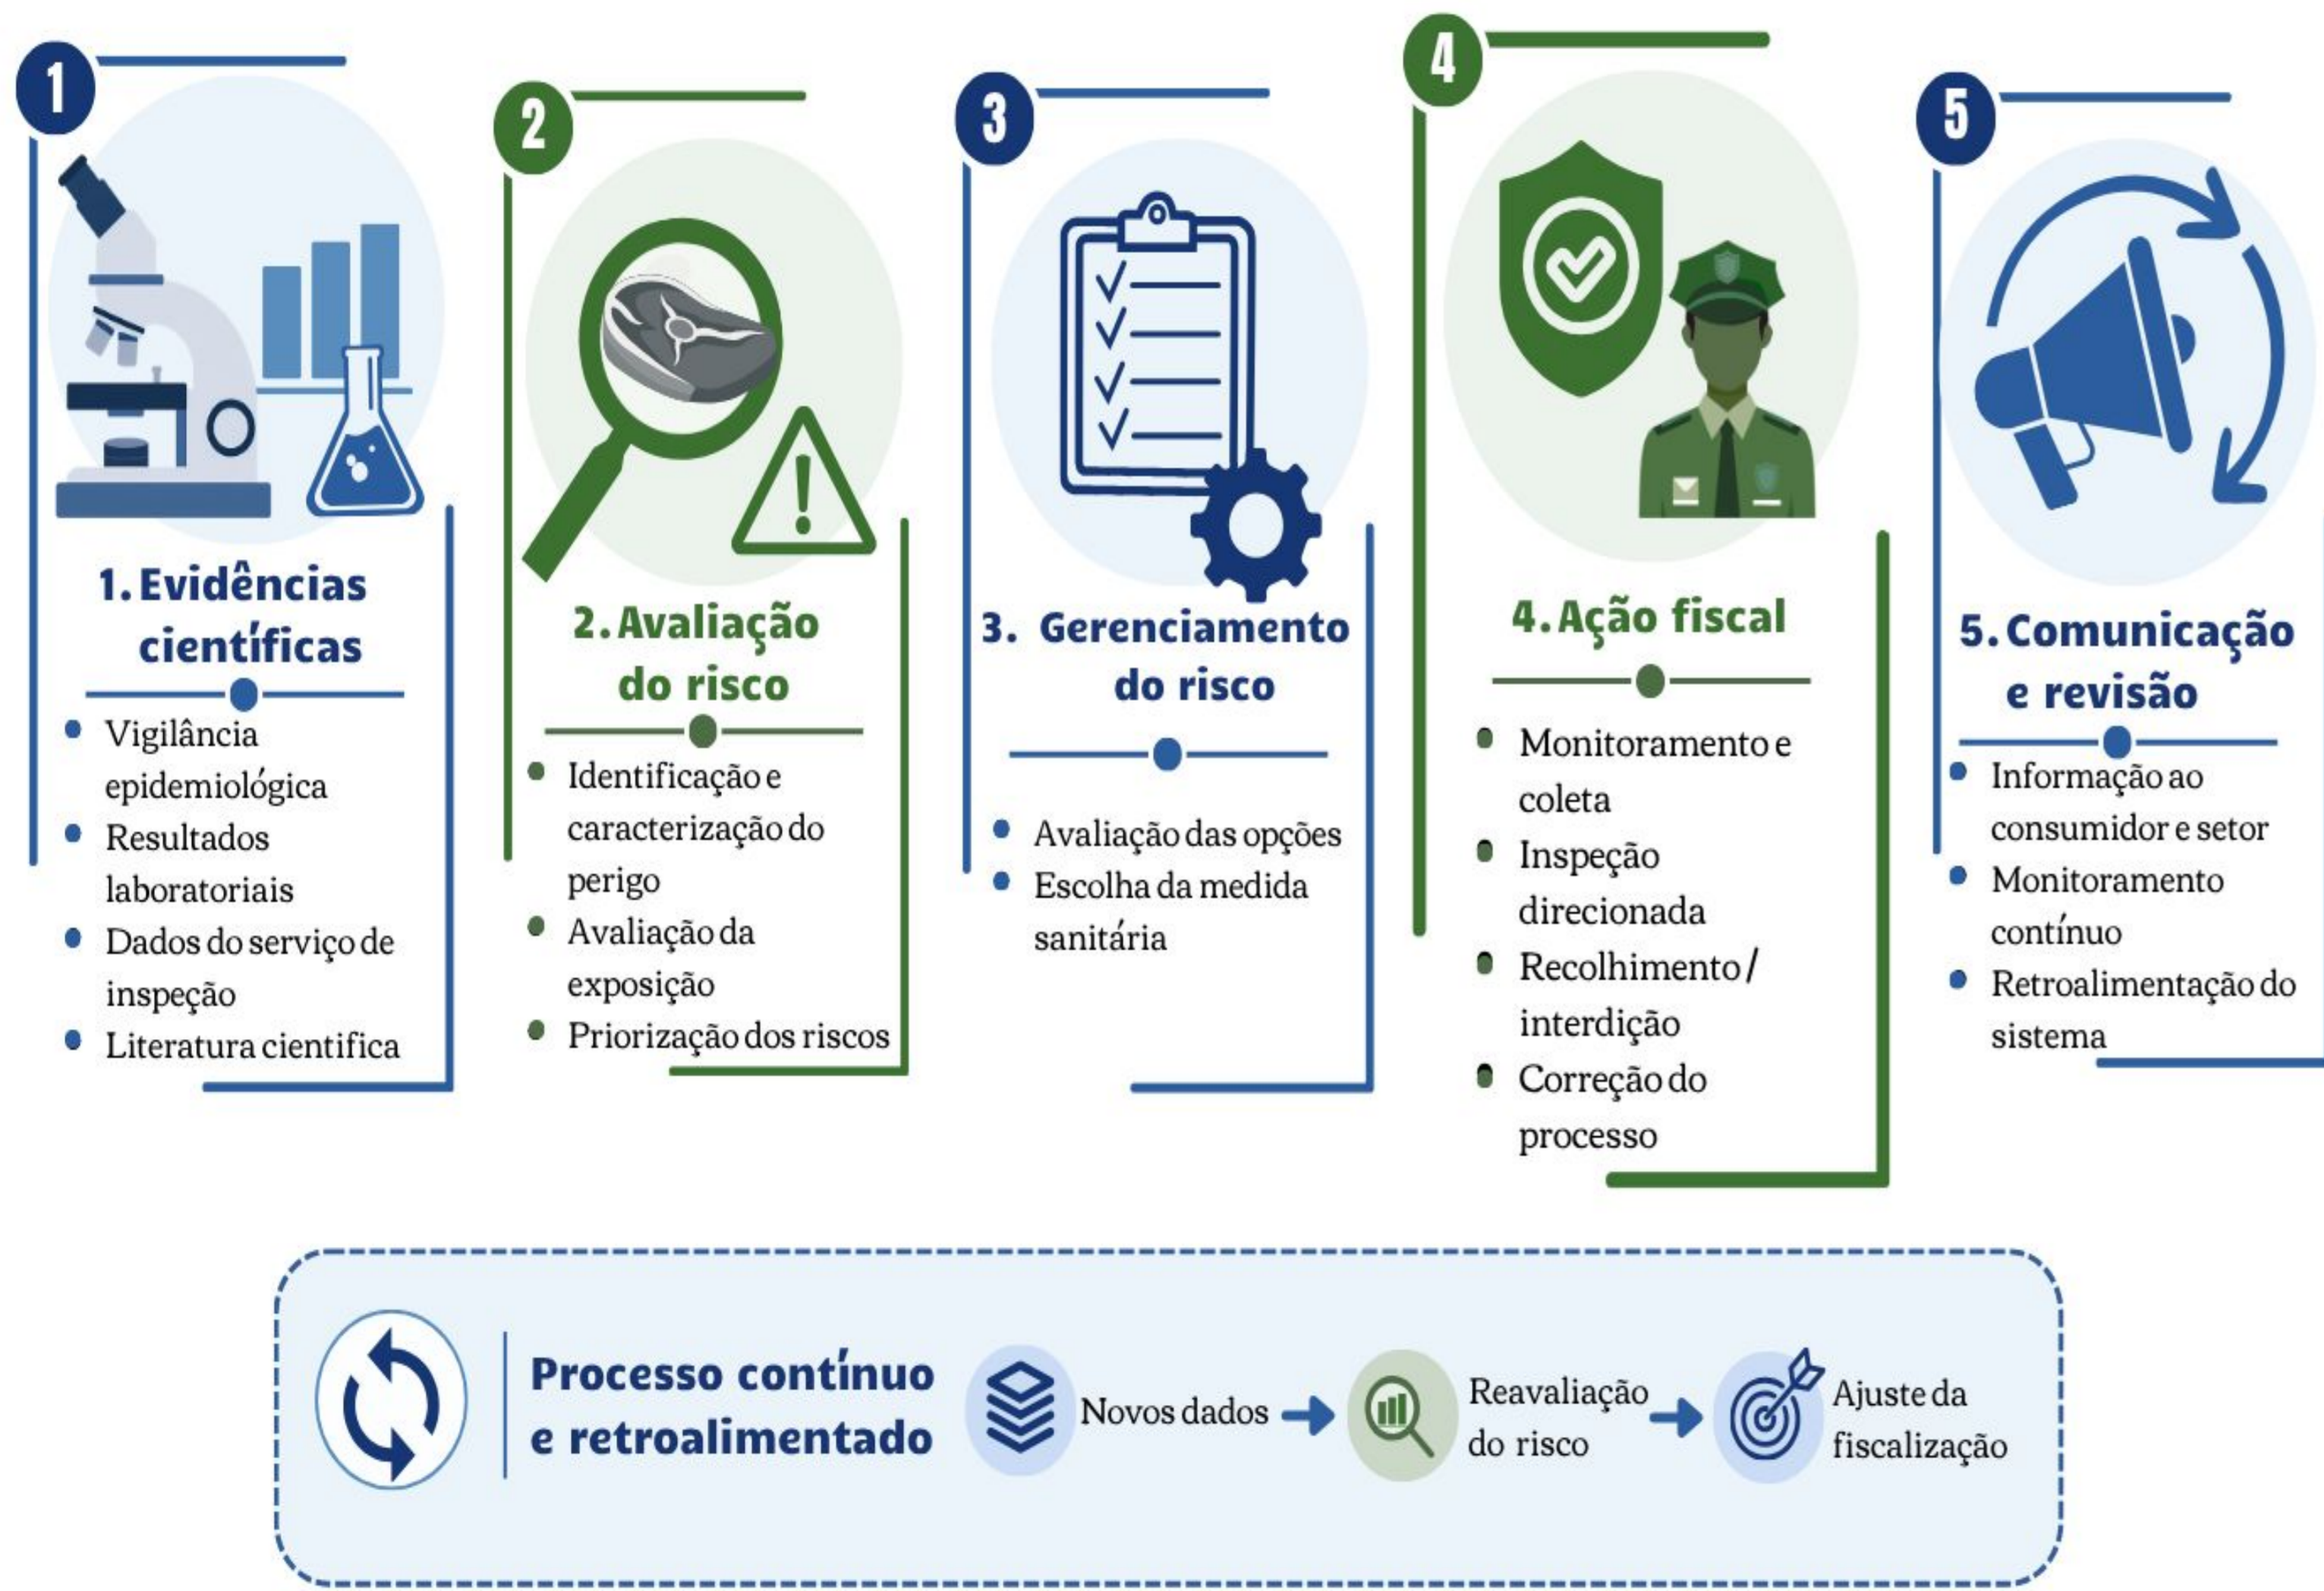 1
1. Evidências
científicas
Vigilância
epidemiológica
Resultados
laboratoriais
Dados do serviço de
inspeção
Literatura cientifica
2
2. Avaliação
do risco
Identificação e
caracterização do
perigo
Avaliação da
exposição
Priorização dos riscos
3
3. Gerenciamento
do risco
Avaliação das opções
Escolha da medida
sanitária
4
4. Ação fiscal
Monitoramento e
coleta
Inspeção
direcionada
Recolhimento /
interdição
Correção do
processo
5
5. Comunicação
e revisão
Informação ao
consumidor e setor
Monitoramento
contínuo
Retroalimentação do
sistema
Processo contínuo
e retroalimentado
Novos dados
Reavaliação
do risco
Ajuste da
fiscalização